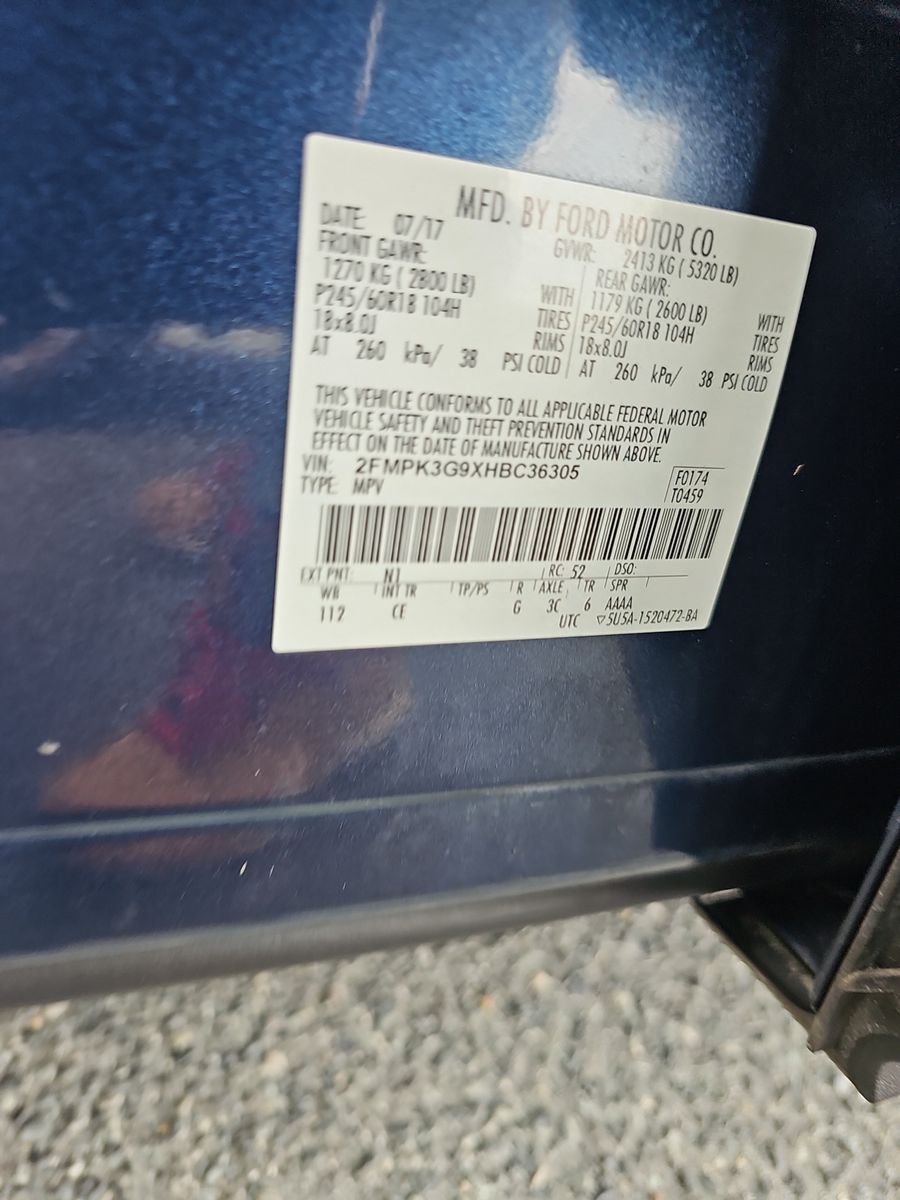 MFD. BY FORD MOTOR CO.
DATE: 07/17 GVWR: 2413 KG ( 5320 LB)
FRONT GAWR: REAR GAWR:
1270 KG ( 2800 LB) WITH 1179 KG ( 2600 LB) WITH
P245/60R18 104H TIRES P245/60R18 104H TIRES
18x8.0J RIMS 18x8.0J RIMS
AT 260 kPa/ 38 PSI COLD AT 260 kPa/ 38 PSI COLD
THIS VEHICLE CONFORMS TO ALL APPLICABLE FEDERAL MOTOR
VEHICLE SAFETY AND THEFT PREVENTION STANDARDS IN
EFFECT ON THE DATE OF MANUFACTURE SHOWN ABOVE.
VIN: 2FMPK3G9XHBC36305 F0174
TYPE: MPV T0459
EXT PNT: N1 RC: 52 DSO:
WB INT TR TP/PS R AXLE TR SPR
112 CE G 3C 6 AAAA
UTC ▽5U5A-1520472-BA